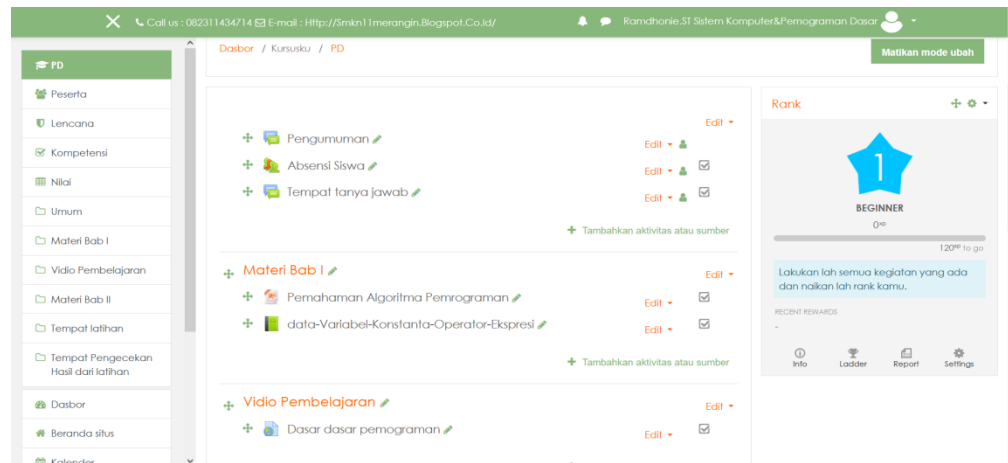 Call us : 082311434714 E-mail : Http://Smkn11merangin.Blogspot.Co.Id/
Ramdhonie,ST Sistem Komputer&Pemograman Dasar
PD
Peserta
Lencana
Kompetensi
Nilai
Umum
Materi Bab I
Vidio Pembelajaran
Materi Bab II
Tempat latihan
Tempat Pengecekan
Hasil dari latihan
Dasbor
Beranda situs
Kalender
Dasbor / Kursusku / PD
Matikan mode ubah
Edit
Pengumuman Edit
Absensi Siswa Edit
Tempat tanya jawab Edit
Tambahkan aktivitas atau sumber
Materi Bab I Edit
Pemahaman Algoritma Pemrograman Edit
data-Variabel-Konstanta-Operator-Ekspresi Edit
Tambahkan aktivitas atau sumber
Vidio Pembelajaran Edit
Dasar dasar pemograman Edit
Rank
1
BEGINNER
0xp
120xp to go
Lakukan lah semua kegiatan yang ada
dan naikan lah rank kamu.
RECENT REWARDS
-
Info Ladder Report Settings